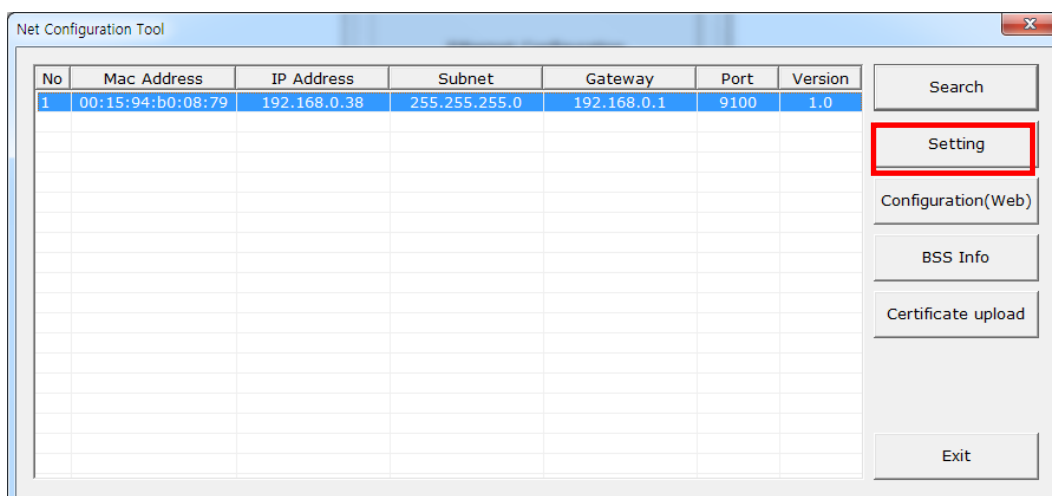 Net Configuration Tool
No Mac Address IP Address Subnet Gateway Port Version
1 00:15:94:b0:08:79 192.168.0.38 255.255.255.0 192.168.0.1 9100 1.0
Search
Setting
Configuration(Web)
BSS Info
Certificate upload
Exit